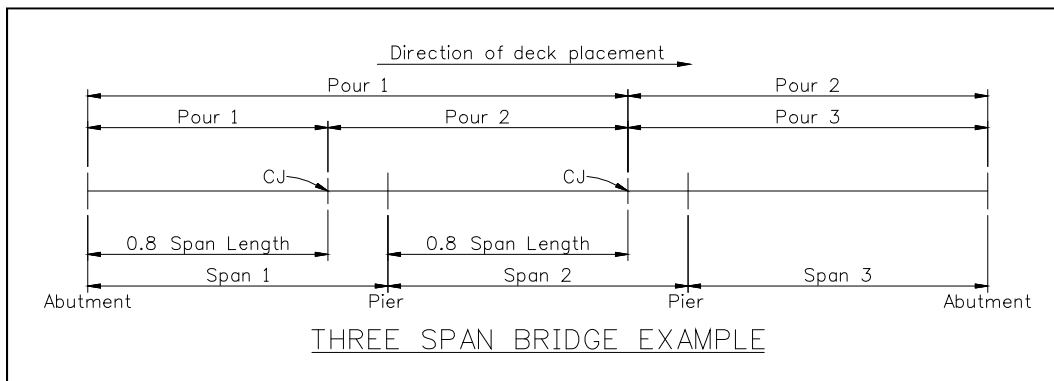 Direction of deck placement
Pour 1 Pour 2
Pour 1 Pour 2 Pour 3
CJ CJ
0.8 Span Length 0.8 Span Length
Span 1 Span 2 Span 3
Abutment Pier Pier Abutment
THREE SPAN BRIDGE EXAMPLE